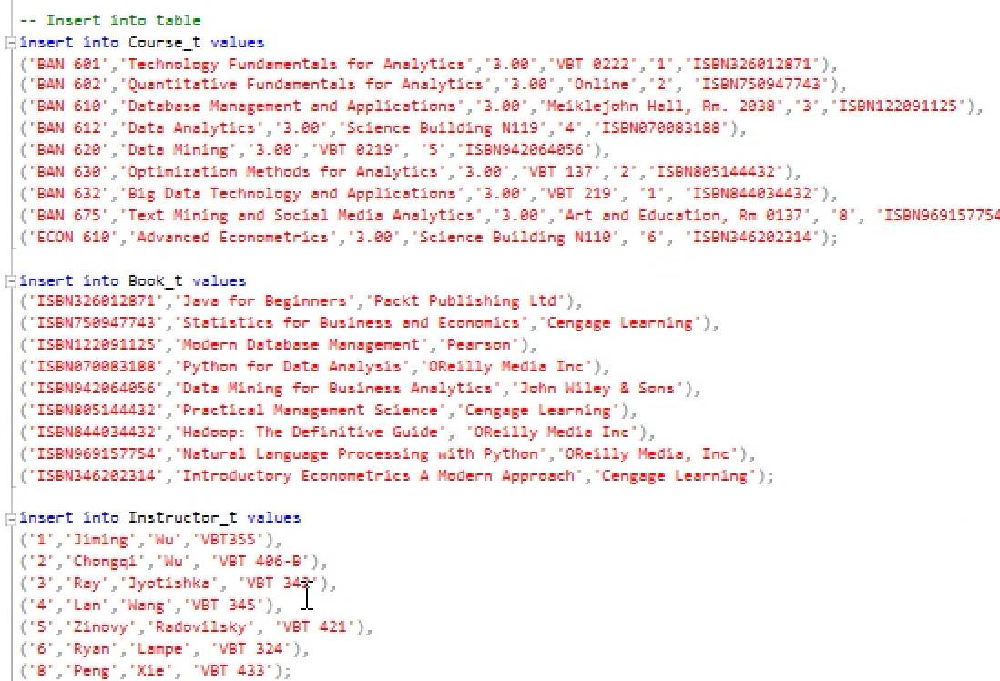 -- Insert into table
insert into Course_t values
('BAN 601','Technology Fundamentals for Analytics','3.00','VBT 0222','1','ISBN326012871'),
('BAN 602','Quantitative Fundamentals for Analytics','3.00','Online','2', 'ISBN750947743'),
('BAN 610','Database Management and Applications','3.00','Meiklejohn Hall, Rm. 2038','3','ISBN122091125'),
('BAN 612','Data Analytics','3.00','Science Building N119','4','ISBN070083188'),
('BAN 620','Data Mining','3.00','VBT 0219', '5','ISBN942064056'),
('BAN 630','Optimization Methods for Analytics','3.00','VBT 137','2','ISBN805144432'),
('BAN 632','Big Data Technology and Applications','3.00','VBT 219', '1', 'ISBN844034432'),
('BAN 675','Text Mining and Social Media Analytics','3.00','Art and Education, Rm 0137', '8', 'ISBN969157754
('ECON 610','Advanced Econometrics','3.00','Science Building N110', '6', 'ISBN346202314');
insert into Book_t values
('ISBN326012871','Java for Beginners','Packt Publishing Ltd'),
('ISBN750947743','Statistics for Business and Economics','Cengage Learning'),
('ISBN122091125','Modern Database Management','Pearson'),
('ISBN070083188','Python for Data Analysis','OReilly Media Inc'),
('ISBN942064056','Data Mining for Business Analytics','John Wiley & Sons'),
('ISBN805144432','Practical Management Science','Cengage Learning'),
('ISBN844034432','Hadoop: The Definitive Guide', 'OReilly Media Inc'),
('ISBN969157754','Natural Language Processing with Python','OReilly Media, Inc'),
('ISBN346202314','Introductory Econometrics A Modern Approach','Cengage Learning');
insert into Instructor_t values
('1','Jiming','Wu','VBT355'),
('2','Chongqi','Wu', 'VBT 406-B'),
('3','Ray','Jyotishka', 'VBT
('4','Lan','Wang','VBT 345'),
('5','Zinovy','Radovilsky', 'VBT 421'),
('6','Ryan','Lampe', 'VBT 324'),
('8','Peng','Xie', 'VBT 433');